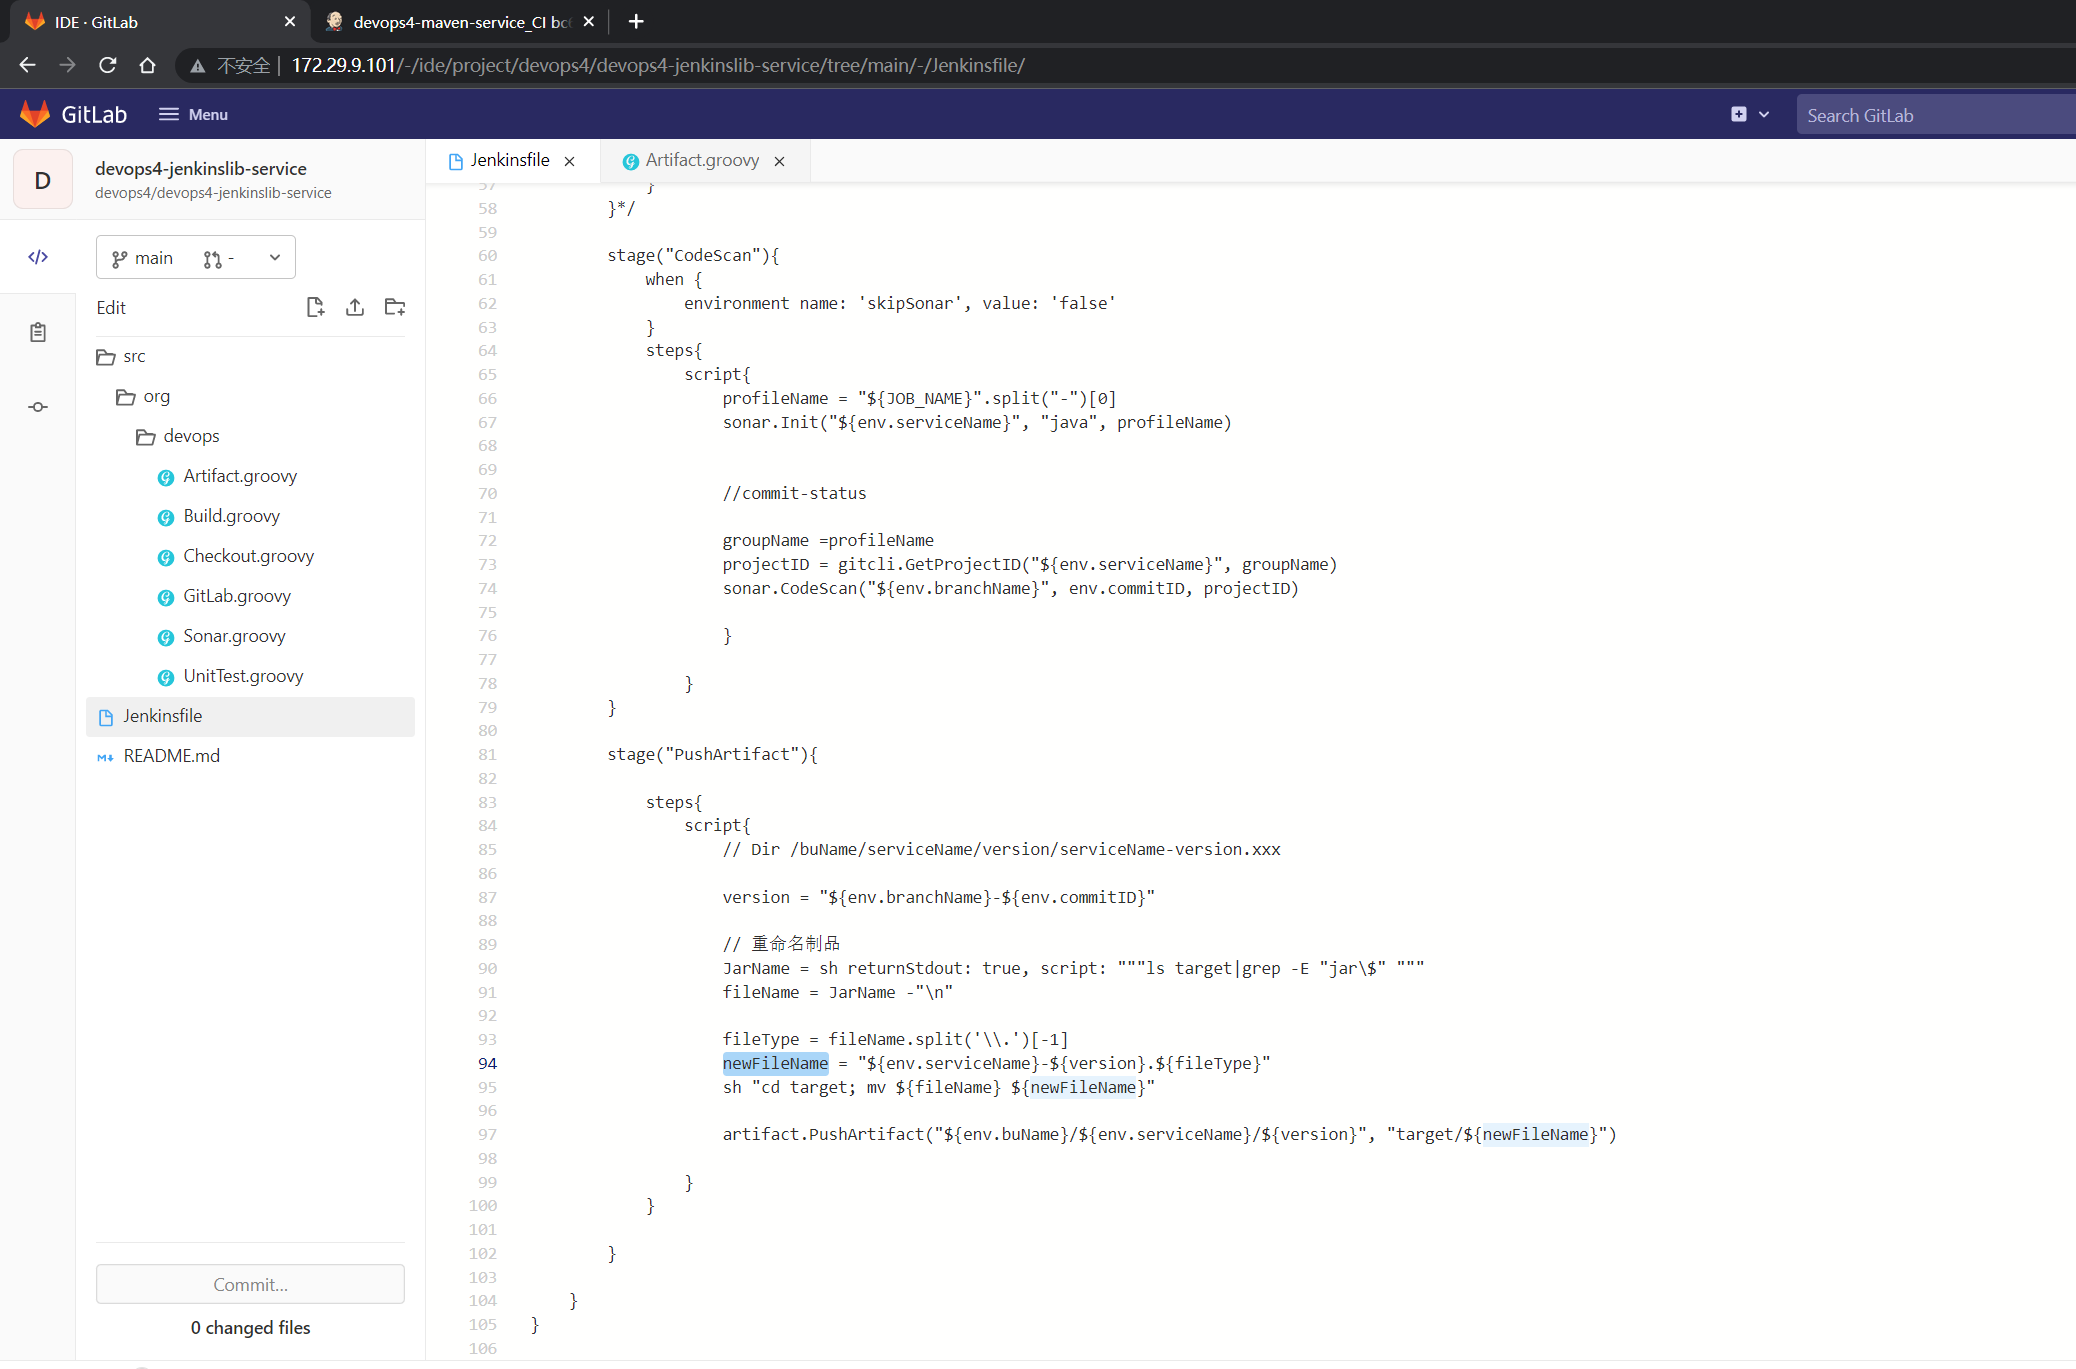 IDE · GitLab
devops4-maven-service_CI
不安全
172.29.9.101/-/ide/project/devops4/devops4-jenkinslib-service/tree/main/-/Jenkinsfile/
GitLab
Menu
Search GitLab
D
devops4-jenkinslib-service
devops4/devops4-jenkinslib-service
main
-
Edit
src
org
devops
Artifact.groovy
Build.groovy
Checkout.groovy
GitLab.groovy
Sonar.groovy
UnitTest.groovy
Jenkinsfile
README.md
Commit...
0 changed files
Jenkinsfile
Artifact.groovy
57 }
58 }*/
59
60 stage("CodeScan"){
61 when {
62 environment name: 'skipSonar', value: 'false'
63 }
64 steps{
65 script{
66 profileName = "${JOB_NAME}".split("-")[0]
67 sonar.Init("${env.serviceName}", "java", profileName)
68
69
70 //commit-status
71
72 groupName =profileName
73 projectID = gitcli.GetProjectID("${env.serviceName}", groupName)
74 sonar.CodeScan("${env.branchName}", env.commitID, projectID)
75
76 }
77
78 }
79 }
80
81 stage("PushArtifact"){
82
83 steps{
84 script{
85 // Dir /buName/serviceName/version/serviceName-version.xxx
86
87 version = "${env.branchName}-${env.commitID}"
88
89 // 重命名制品
90 JarName = sh returnStdout: true, script: """ls target|grep -E "jar\$" """
91 fileName = JarName -"\n"
92
93 fileType = fileName.split('\\.')[-1]
94 newFileName = "${env.serviceName}-${version}.${fileType}"
95 sh "cd target; mv ${fileName} ${newFileName}"
96
97 artifact.PushArtifact("${env.buName}/${env.serviceName}/${version}", "target/${newFileName}")
98
99 }
100 }
101
102 }
103
104 }
105 }
106